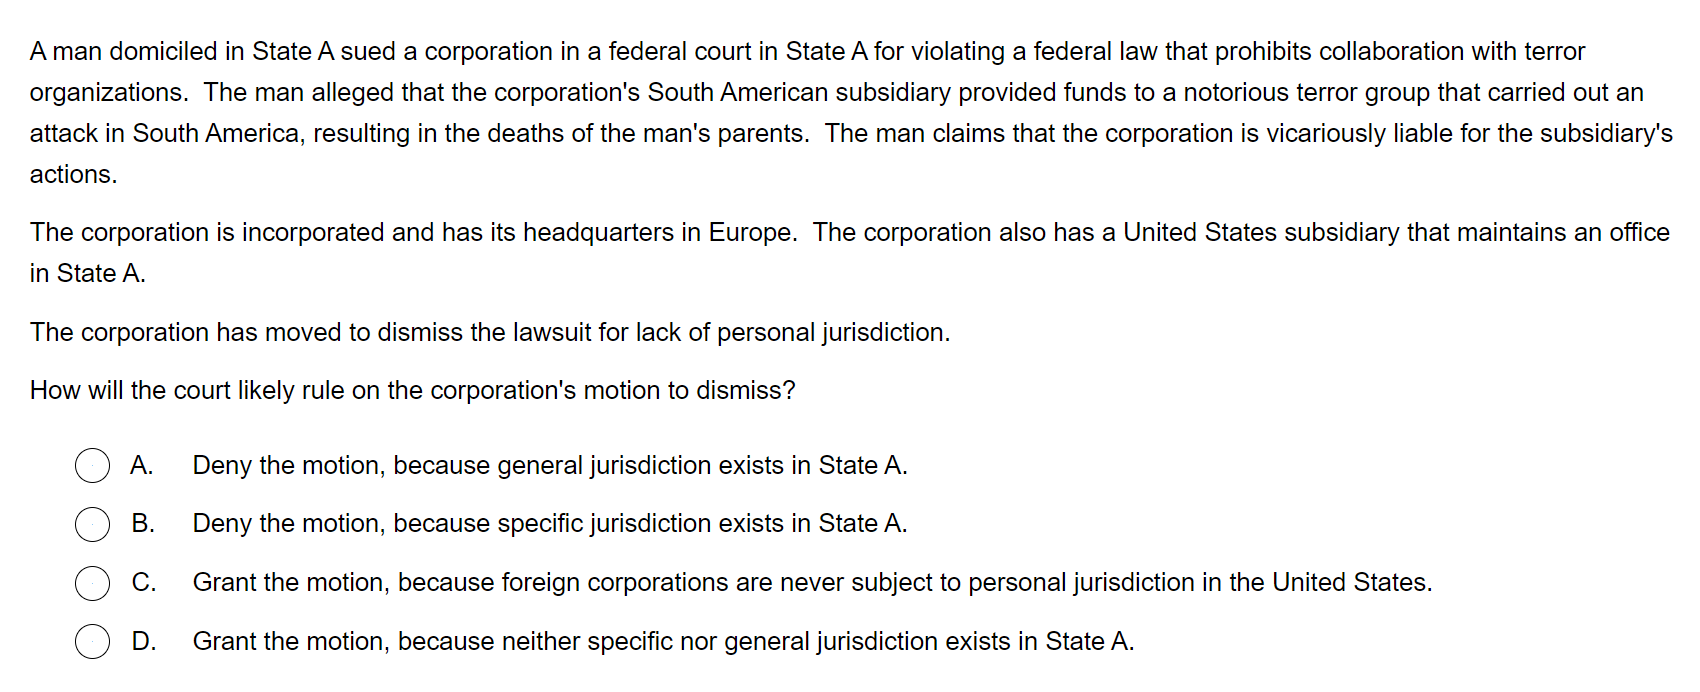 A man domiciled in State A sued a corporation in a federal court in State A for violating a federal law that prohibits collaboration with terror
organizations.  The man alleged that the corporation's South American subsidiary provided funds to a notorious terror group that carried out an
attack in South America, resulting in the deaths of the man's parents.  The man claims that the corporation is vicariously liable for the subsidiary's
actions.
The corporation is incorporated and has its headquarters in Europe.  The corporation also has a United States subsidiary that maintains an office
in State A.
The corporation has moved to dismiss the lawsuit for lack of personal jurisdiction.
How will the court likely rule on the corporation's motion to dismiss?
A. Deny the motion, because general jurisdiction exists in State A.
B. Deny the motion, because specific jurisdiction exists in State A.
C. Grant the motion, because foreign corporations are never subject to personal jurisdiction in the United States.
D. Grant the motion, because neither specific nor general jurisdiction exists in State A.